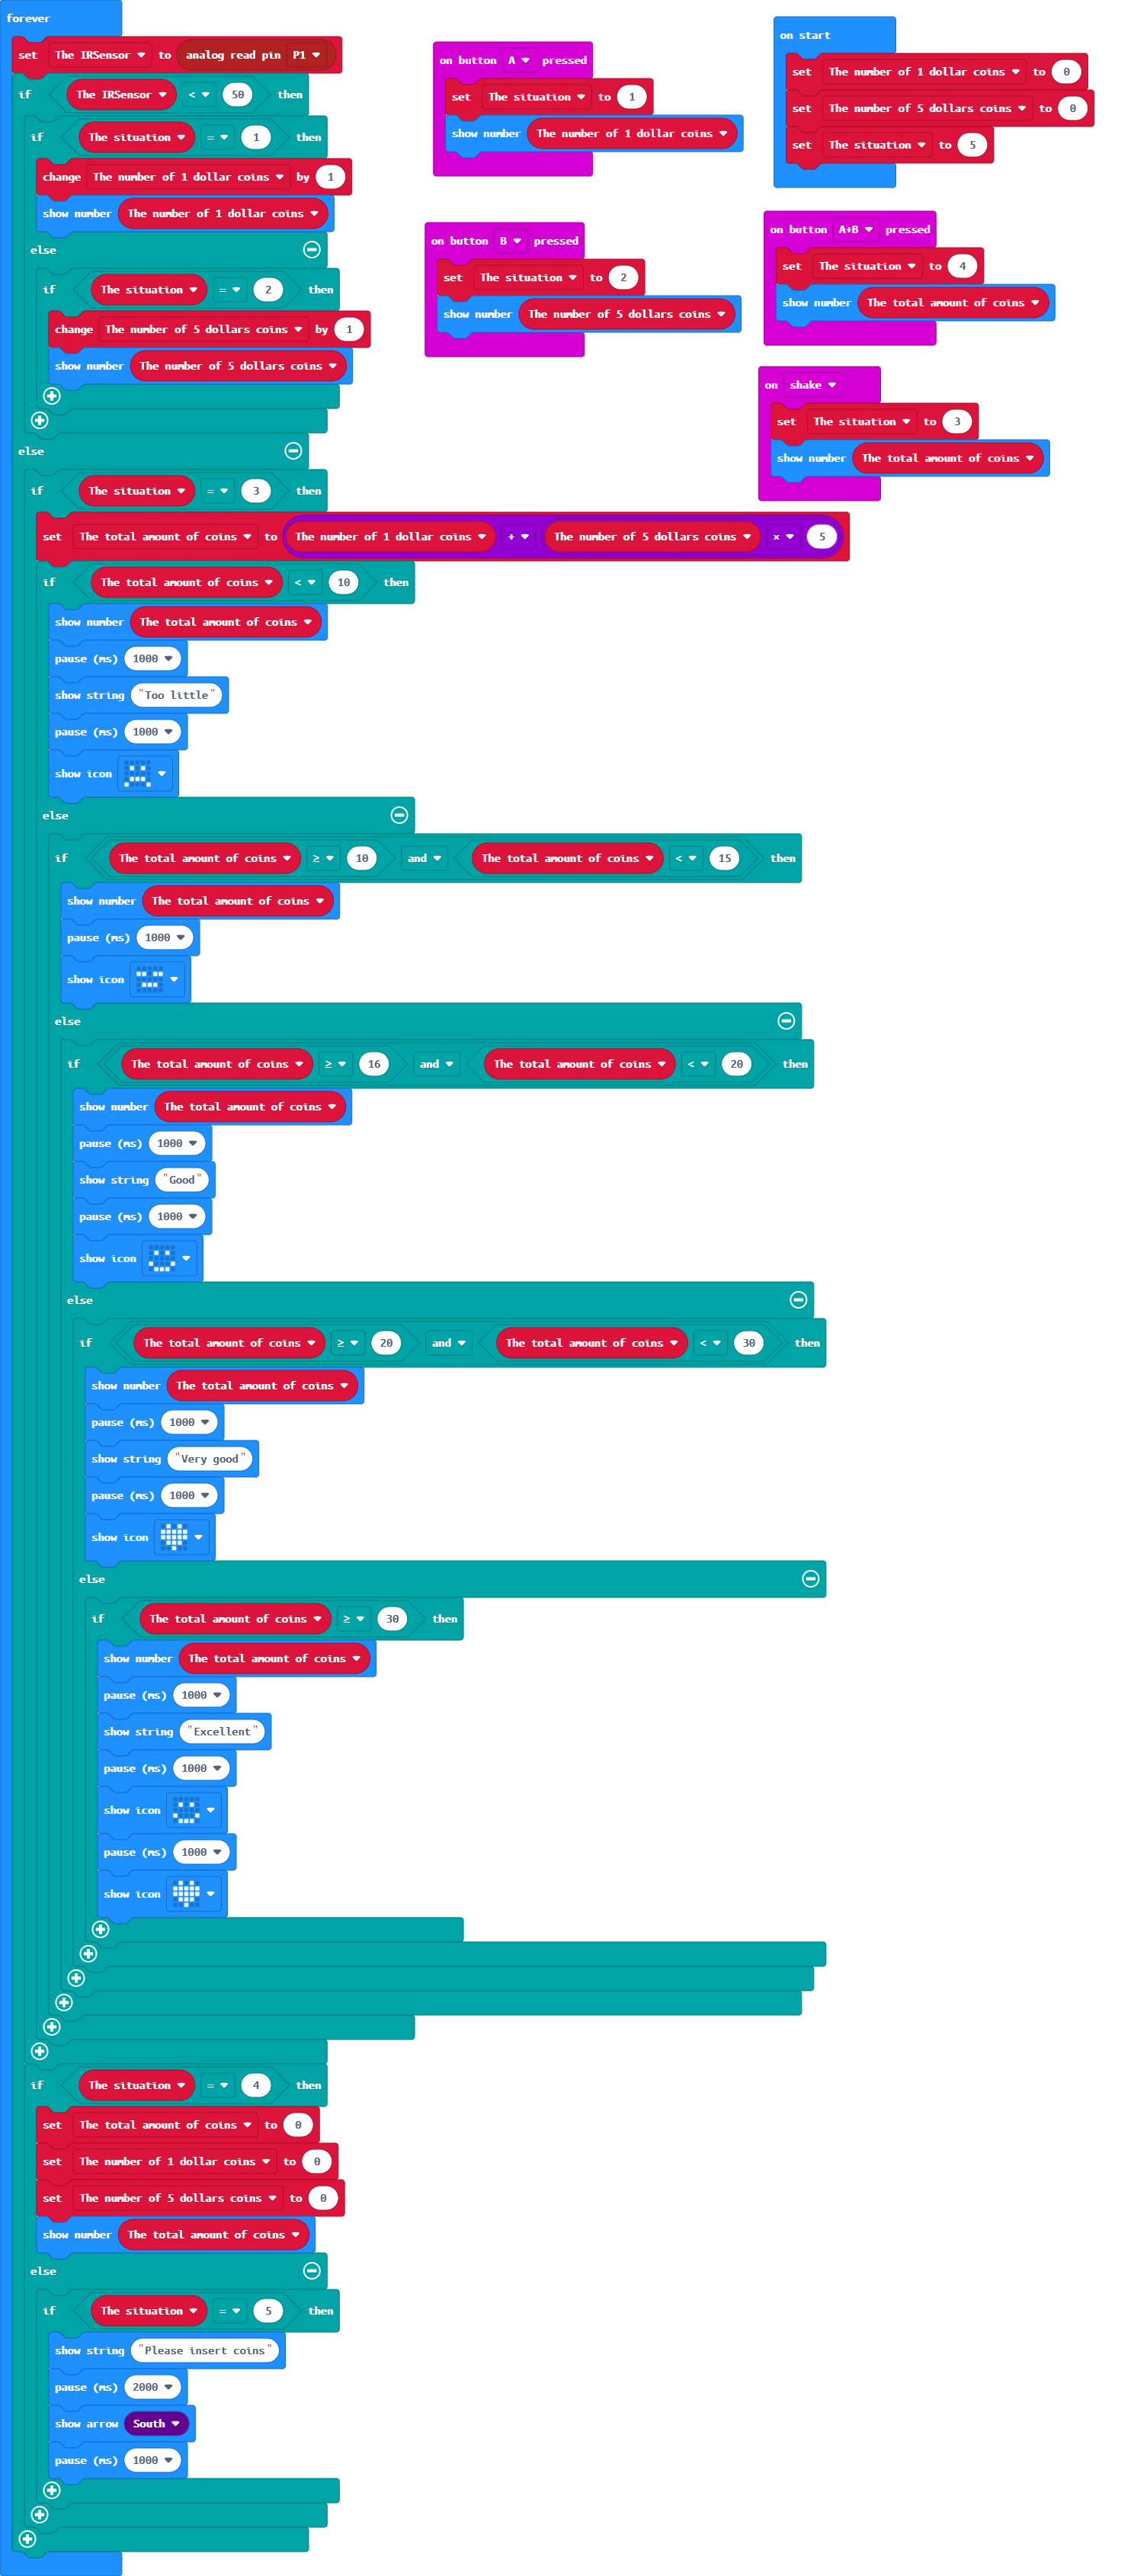 forever
set The IRSensor to analog read pin P1
if The IRSensor < 50 then
if The situation = 1 then
change The number of 1 dollar coins by 1
show number The number of 1 dollar coins
else
if The situation = 2 then
change The number of 5 dollars coins by 1
show number The number of 5 dollars coins
else
if The situation = 3 then
set The total amount of coins to The number of 1 dollar coins + The number of 5 dollars coins × 5
if The total amount of coins < 10 then
show number The total amount of coins
pause (ms) 1000
show string "Too little"
pause (ms) 1000
show icon
else
if The total amount of coins ≥ 10 and The total amount of coins < 15 then
show number The total amount of coins
pause (ms) 1000
show icon
else
if The total amount of coins ≥ 16 and The total amount of coins < 20 then
show number The total amount of coins
pause (ms) 1000
show string "Good"
pause (ms) 1000
show icon
else
if The total amount of coins ≥ 20 and The total amount of coins < 30 then
show number The total amount of coins
pause (ms) 1000
show string "Very good"
pause (ms) 1000
show icon
else
if The total amount of coins ≥ 30 then
show number The total amount of coins
pause (ms) 1000
show string "Excellent"
pause (ms) 1000
show icon
pause (ms) 1000
show icon
if The situation = 4 then
set The total amount of coins to 0
set The number of 1 dollar coins to 0
set The number of 5 dollars coins to 0
show number The total amount of coins
else
if The situation = 5 then
show string "Please insert coins"
pause (ms) 2000
show arrow South
pause (ms) 1000
on button A pressed
set The situation to 1
show number The number of 1 dollar coins
on button B pressed
set The situation to 2
show number The number of 5 dollars coins
on start
set The number of 1 dollar coins to 0
set The number of 5 dollars coins to 0
set The situation to 5
on button A+B pressed
set The situation to 4
show number The total amount of coins
on shake
set The situation to 3
show number The total amount of coins